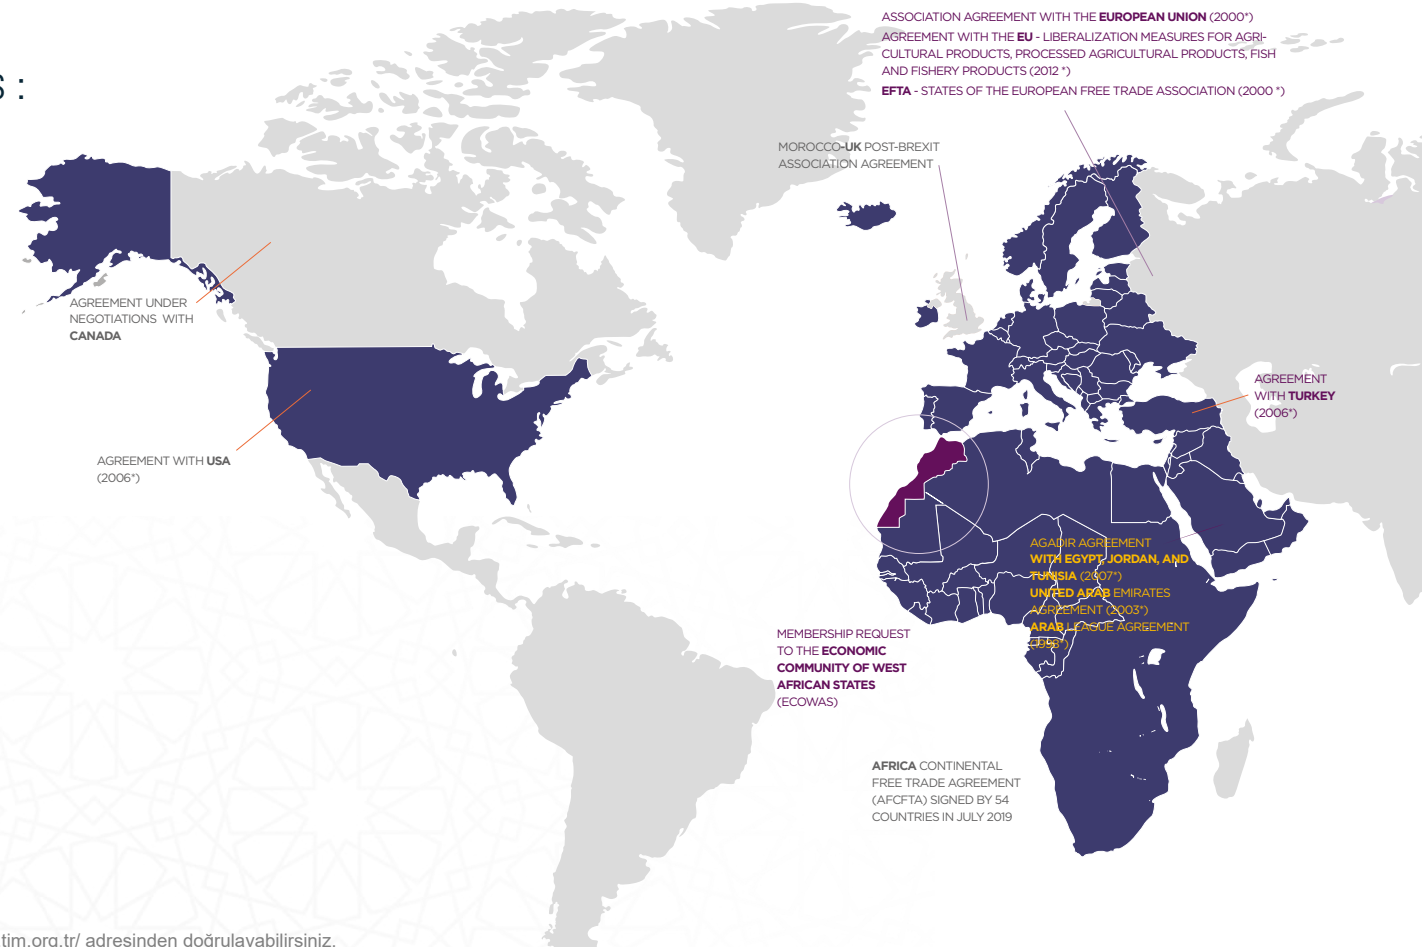 S :
ASSOCIATION AGREEMENT WITH THE EUROPEAN UNION (2000*)
AGREEMENT WITH THE EU - LIBERALIZATION MEASURES FOR AGRI-
CULTURAL PRODUCTS, PROCESSED AGRICULTURAL PRODUCTS, FISH
AND FISHERY PRODUCTS (2012 *)
EFTA - STATES OF THE EUROPEAN FREE TRADE ASSOCIATION (2000 *)
MOROCCO-UK POST-BREXIT
ASSOCIATION AGREEMENT
AGREEMENT UNDER
NEGOTIATIONS WITH
CANADA
AGREEMENT
WITH TURKEY
(2006*)
AGREEMENT WITH USA
(2006*)
AGADIR AGREEMENT
WITH EGYPT, JORDAN, AND
TUNISIA (2007*)
UNITED ARAB EMIRATES
AGREEMENT (2003*)
ARAB LEAGUE AGREEMENT
(1998*)
MEMBERSHIP REQUEST
TO THE ECONOMIC
COMMUNITY OF WEST
AFRICAN STATES
(ECOWAS)
AFRICA CONTINENTAL
FREE TRADE AGREEMENT
(AFCFTA) SIGNED BY 54
COUNTRIES IN JULY 2019
tim.org.tr/ adresinden doğrulayabilirsiniz.